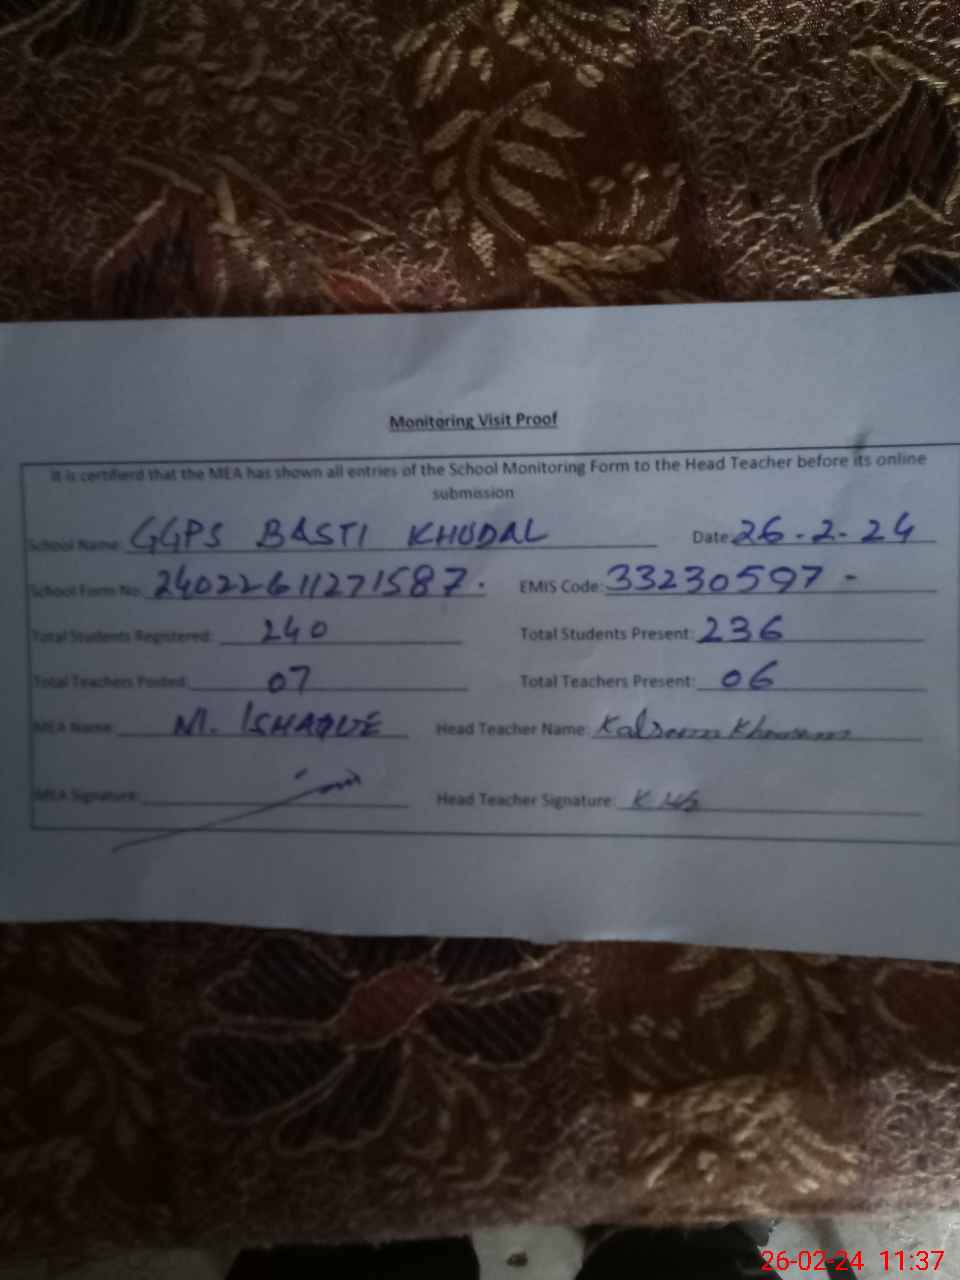 Monitoring Visit Proof
It is certifierd that the MEA has shown all entries of the School Monitoring Form to the Head Teacher before its online
submission
School Name: GGPS BASTI KHUDAL Date: 26-2-24
School Form No: 24022611271587. EMIS Code: 33230597 -
Total Students Registered: 240 Total Students Present: 236
Total Teachers Posted: 07 Total Teachers Present: 06
MEA Name: M. ISHAQUE Head Teacher Name: Kalsoom
MEA Signature: Head Teacher Signature:
26-02-24 11:37